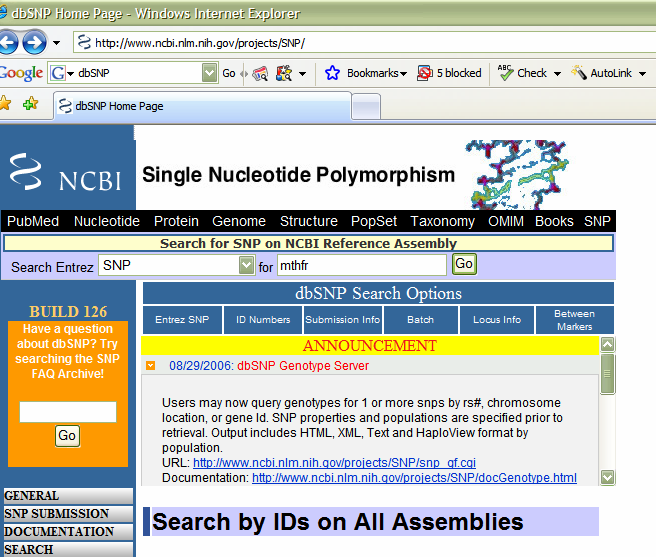 dbSNP Home Page - Windows Internet Explorer
http://www.ncbi.nlm.nih.gov/projects/SNP/
Google G dbSNP Go Bookmarks 5 blocked ABC Check AutoLink
dbSNP Home Page
NCBI Single Nucleotide Polymorphism
PubMed Nucleotide Protein Genome Structure PopSet Taxonomy OMIM Books SNP
Search for SNP on NCBI Reference Assembly
Search Entrez SNP for mthfr Go
BUILD 126
Have a question
about dbSNP? Try
searching the SNP
FAQ Archive!
Go
GENERAL
SNP SUBMISSION
DOCUMENTATION
SEARCH
dbSNP Search Options
Entrez SNP ID Numbers Submission Info Batch Locus Info Between Markers
ANNOUNCEMENT
08/29/2006: dbSNP Genotype Server
Users may now query genotypes for 1 or more snps by rs#, chromosome
location, or gene Id. SNP properties and populations are specified prior to
retrieval. Output includes HTML, XML, Text and HaploView format by
population.
URL: http://www.ncbi.nlm.nih.gov/projects/SNP/snp_gf.cgi
Documentation: http://www.ncbi.nlm.nih.gov/projects/SNP/docGenotype.html
Search by IDs on All Assemblies